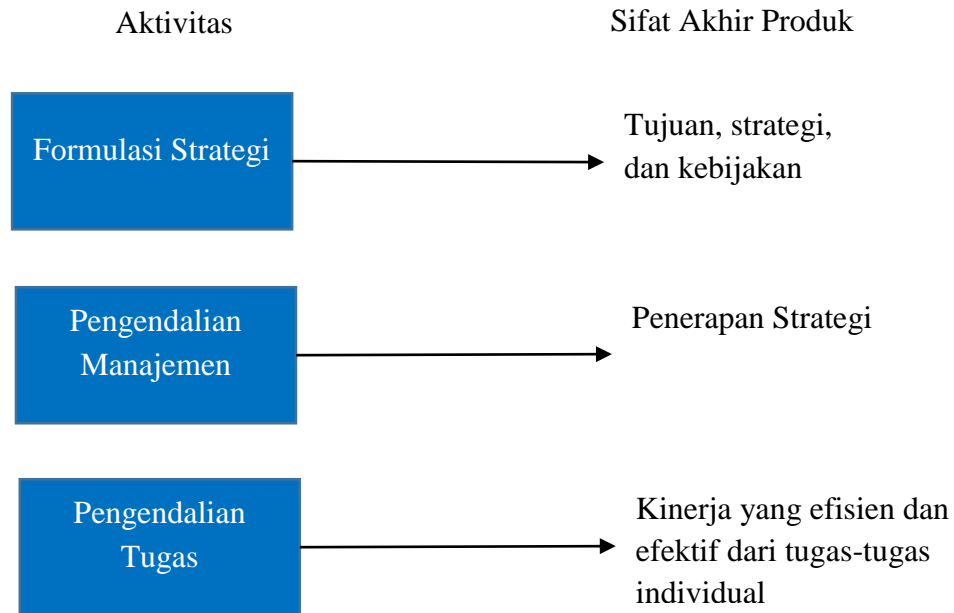 Aktivitas
Sifat Akhir Produk
Formulasi Strategi
Tujuan, strategi,
dan kebijakan
Pengendalian
Manajemen
Penerapan Strategi
Pengendalian
Tugas
Kinerja yang efisien dan
efektif dari tugas-tugas
individual